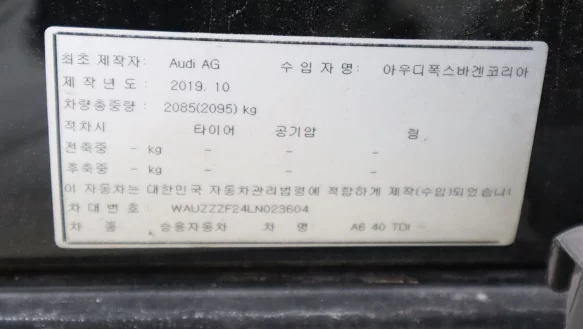 최초 제작자: Audi AG 수 입 자 명: 아우디폭스바겐코리아
제 작 년 도 : 2019. 10
차량총중량 : 2085(2095) kg
적차시 타이어 공기압 림
전축중 - kg - - -
후축중 - kg - - -
이 자동차는 대한민국 자동차관리법령에 적합하게 제작(수입)되었습니
차 대 번 호 : WAUZZZF24LN023604
차 종 승용자동차 차 명: A6 40 TDI -